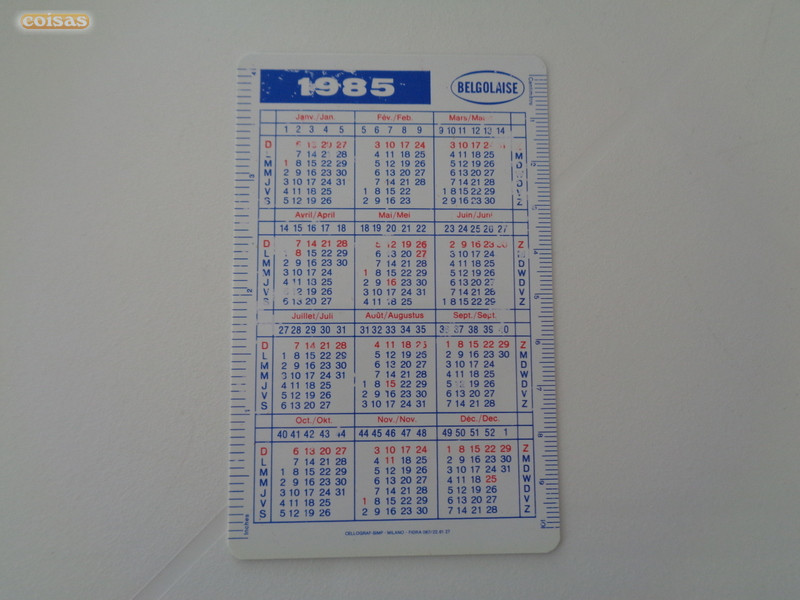 coisas
1985 BELGOLAISE
Centim.
Janv./Jan. Fév./Feb.
1 2 3 4 5 5 6 7 8 9 9 10 11 12 13 14
D 27 3 10 17 24
7 14 21 28 4 11 18 25 4 11 18 25 M
M 1 8 15 22 29 5 12 19 26 5 12 19 26 D
M 2 9 16 23 30 6 13 20 27 6 13 20 27
J 3 10 17 24 31 7 14 21 28 7 14 21 28 D
V 4 11 18 25 1 8 15 22
S 5 12 19 26 2 9 16 23 Z
Avril/April Mai/Mei Juin/Juni
14 15 16 17 18 18 19 20 21 22 23 24 25 26 27
D 7 14 21 28 12 19 26 2 9 16 23 Z
L 1 8 15 22 29 6 13 20 27 3 10 17 24
M 2 9 16 23 30 7 14 21 28 4 11 18 25 D
M 3 10 17 24 1 8 15 22 29 5 12 19 26 W
J 4 11 18 25 2 9 16 23 30 6 13 20 27 D
V 5 12 19 26 3 10 17 24 31 7 14 21 28 V
S 6 13 20 27 4 11 18 25 1 8 15 22 29 Z
Juillet/Juli Août/Augustus Sept./Sept.
27 28 29 30 31 31 32 33 34 35 37 38 39
D 7 14 21 28 4 11 18 25 1 8 15 22 29 Z
L 1 8 15 22 29 5 12 19 26 2 9 16 23 30 M
M 2 9 16 23 30 6 13 20 27 3 10 17 24 D
M 3 10 17 24 31 7 14 21 28 4 11 18 25 W
J 4 11 18 25 1 8 15 22 29 5 19 26 D
V 5 12 19 26 2 9 16 23 30 6 13 20 27 V
S 6 13 20 27 3 10 17 24 31 7 14 21 28 Z
Oct./Okt. Nov./Nov. Déc./Dec.
40 41 42 43 44 44 45 46 47 48 49 50 51 52 1
D 6 13 20 27 3 10 17 24 1 8 15 22 29 Z
L 7 14 21 28 4 11 18 25 2 9 16 23 30 M
M 1 8 15 22 29 5 12 19 26 3 10 17 24 31 D
M 2 9 16 23 30 6 13 20 27 4 11 18 25 W
J 3 10 17 24 31 7 14 21 28 5 12 19 26 D
V 4 11 18 25 1 8 15 22 29 6 13 20 27 V
S 5 12 19 26 2 9 16 23 30 7 14 21 28 Z
Inches